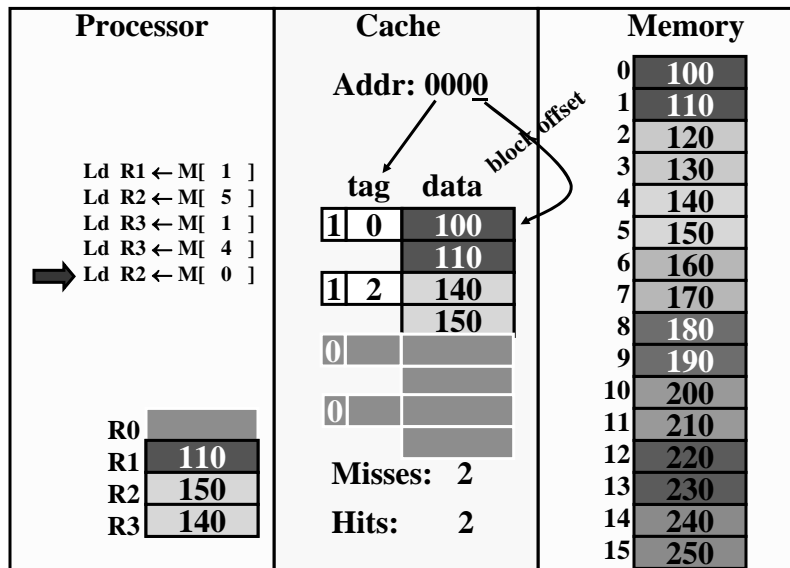 Processor
Ld R1 ← M[ 1 ]
Ld R2 ← M[ 5 ]
Ld R3 ← M[ 1 ]
Ld R3 ← M[ 4 ]
Ld R2 ← M[ 0 ]
R0
R1 110
R2 150
R3 140
Cache
Addr: 0000
block offset
tag data
1 0 100
110
1 2 140
150
0
0
Misses: 2
Hits: 2
Memory
0 100
1 110
2 120
3 130
4 140
5 150
6 160
7 170
8 180
9 190
10 200
11 210
12 220
13 230
14 240
15 250